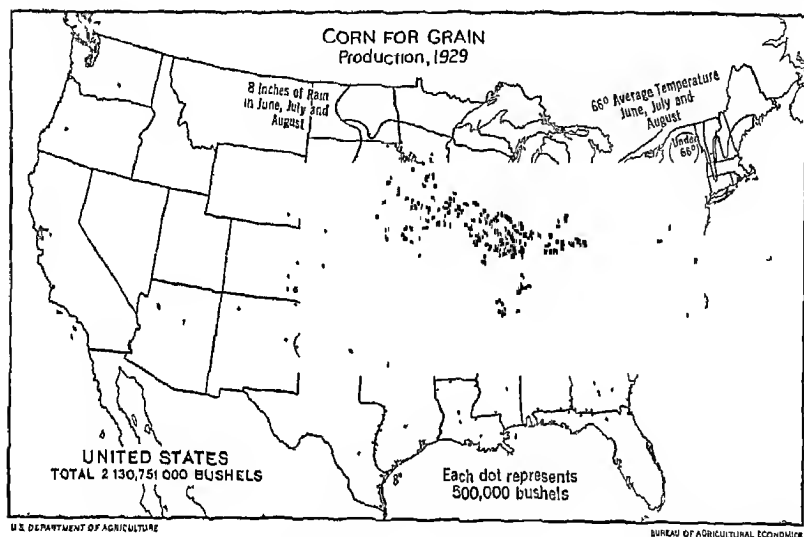 CORN FOR GRAIN
Production, 1929
8 Inches of Rain
in June, July and
August
66° Average Temperature
June, July and
August
Under
66°
UNITED STATES
TOTAL 2 130,751 000 BUSHELS
8"
Each dot represents
500,000 bushels
U.S. DEPARTMENT OF AGRICULTURE
BUREAU OF AGRICULTURAL ECONOMICS